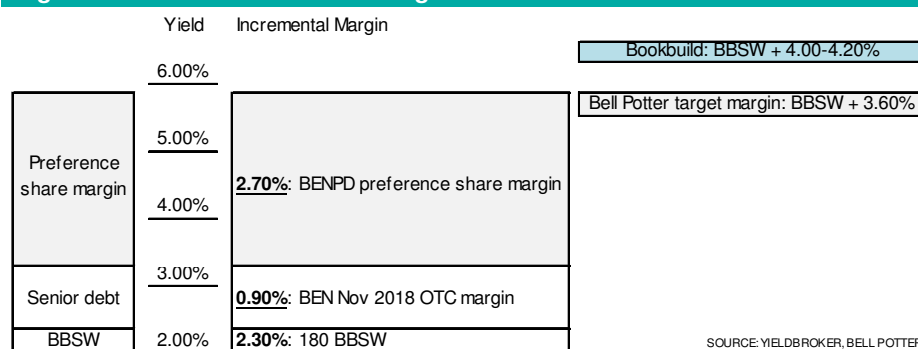 Yield Incremental Margin
Bookbuild: BBSW + 4.00-4.20%
6.00%
Bell Potter target margin: BBSW + 3.60%
5.00%
Preference
share margin
2.70%: BENPD preference share margin
4.00%
3.00%
Senior debt
0.90%: BEN Nov 2018 OTC margin
BBSW 2.00% 2.30%: 180 BBSW
SOURCE: YIELDBROKER, BELL POTTER